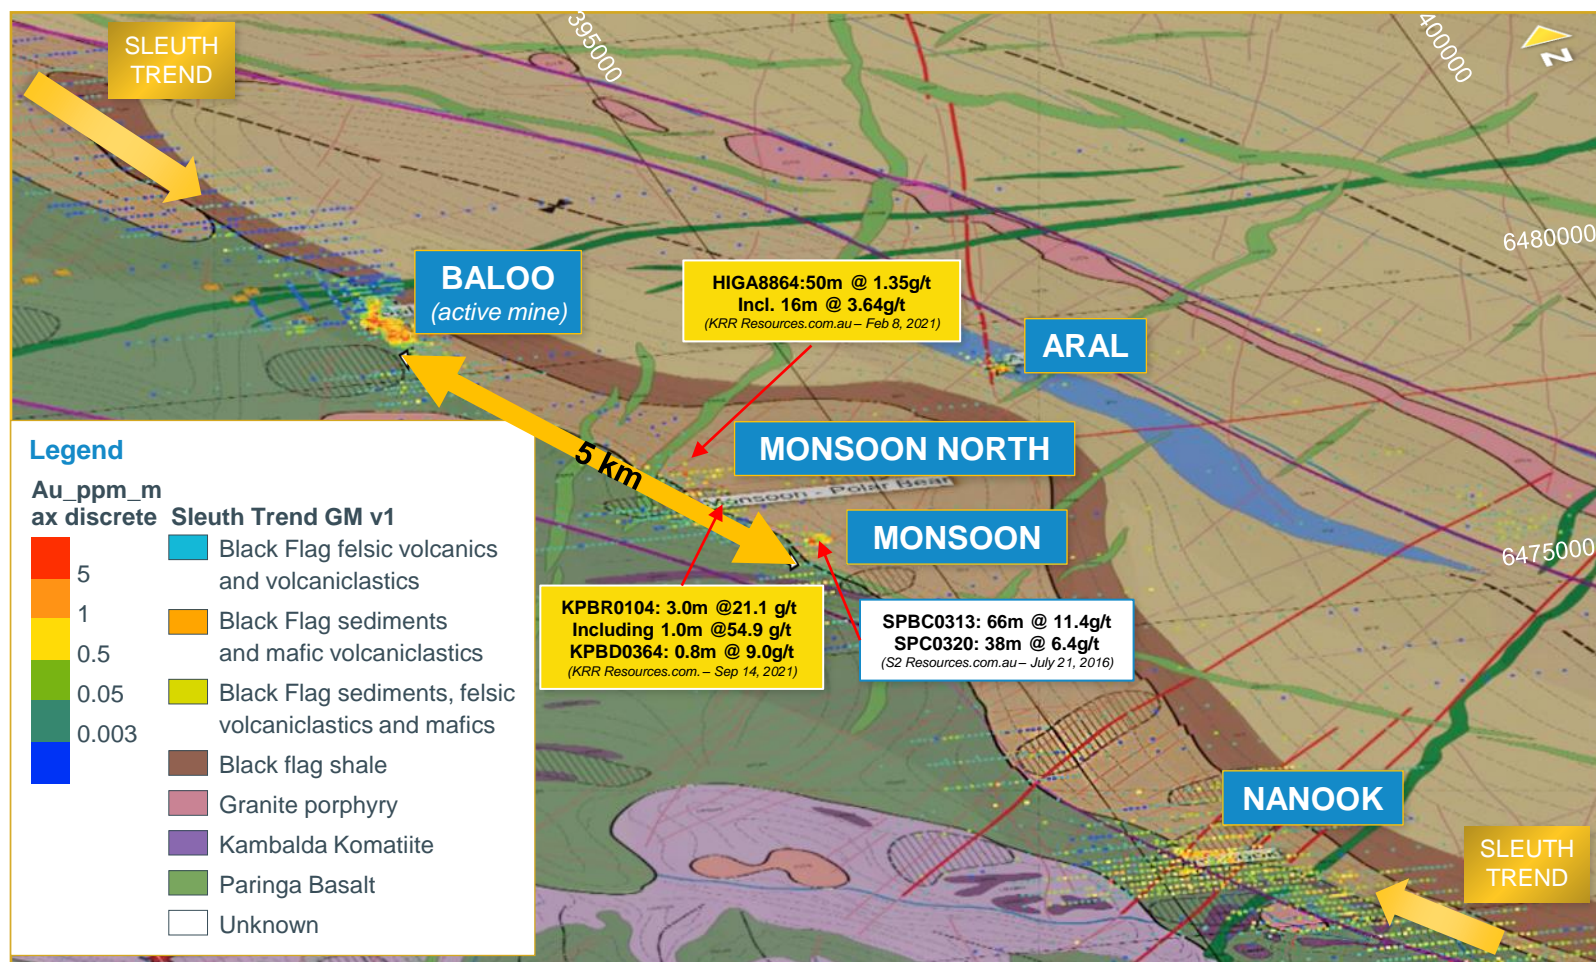 SLEUTH
TREND
395000
400000
N
6480000
BALOO
(active mine)
HIGA8864:50m @ 1.35g/t
Incl. 16m @ 3.64g/t
(KRR Resources.com.au – Feb 8, 2021)
ARAL
MONSOON NORTH
5 km
Monsoon - Polar Bear
MONSOON
6475000
KPBR0104: 3.0m @21.1 g/t
Including 1.0m @54.9 g/t
KPBD0364: 0.8m @ 9.0g/t
(KRR Resources.com. – Sep 14, 2021)
SPBC0313: 66m @ 11.4g/t
SPC0320: 38m @ 6.4g/t
(S2 Resources.com.au – July 21, 2016)
NANOOK
SLEUTH
TREND
Legend
Au_ppm_m
ax discrete
5
1
0.5
0.05
0.003
Sleuth Trend GM v1
Black Flag felsic volcanics
and volcaniclastics
Black Flag sediments
and mafic volcaniclastics
Black Flag sediments, felsic
volcaniclastics and mafics
Black flag shale
Granite porphyry
Kambalda Komatiite
Paringa Basalt
Unknown